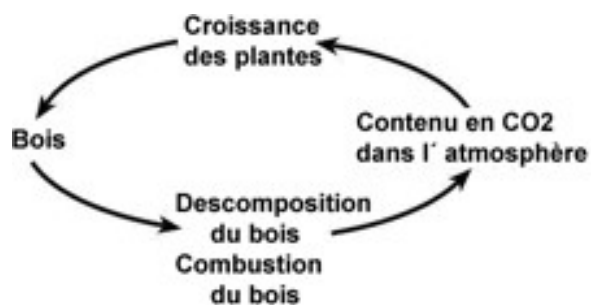 Croissance
des plantes
Bois
Contenu en CO2
dans l´ atmosphère
Descomposition
du bois
Combustion
du bois